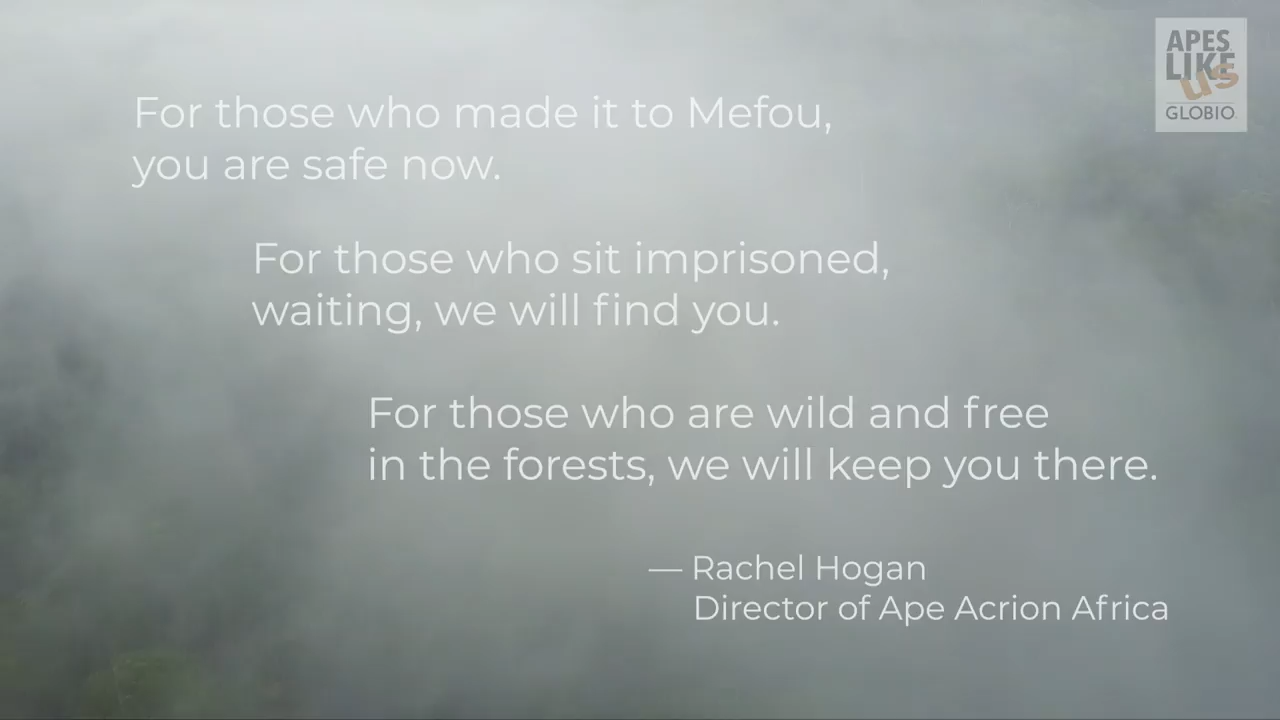 APES
LIKE
us
GLOBIO
For those who made it to Mefou,
you are safe now.
For those who sit imprisoned,
waiting, we will find you.
For those who are wild and free
in the forests, we will keep you there.
— Rachel Hogan
Director of Ape Acrion Africa